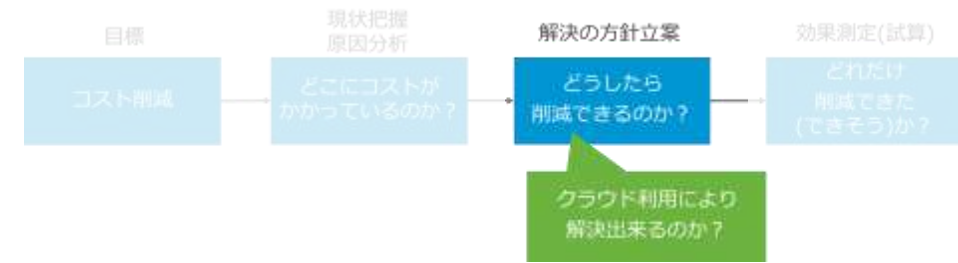 目標
コスト削減
現状把握
原因分析
どこにコストが
かかっているのか？
解決の方針立案
どうしたら
削減できるのか？
クラウド利用により
解決出来るのか？
効果測定(試算)
どれだけ
削減できた
(できそう)か？